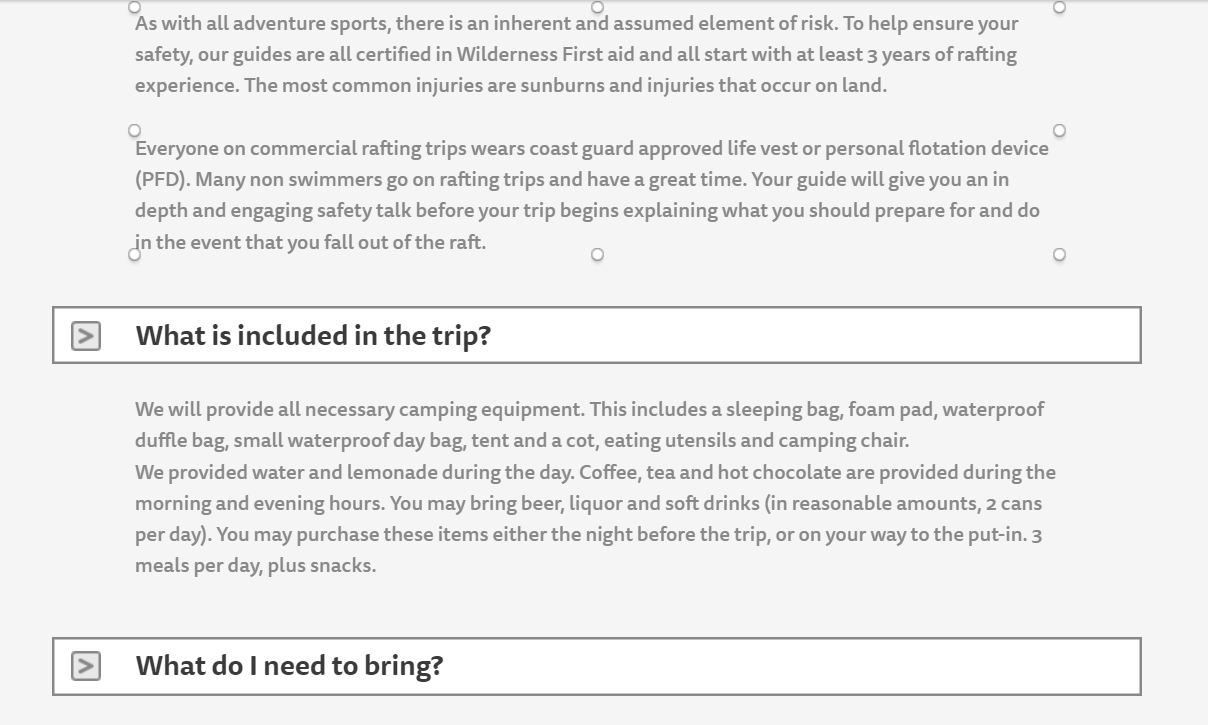 As with all adventure sports, there is an inherent and assumed element of risk. To help ensure your
safety, our guides are all certified in Wilderness First aid and all start with at least 3 years of rafting
experience. The most common injuries are sunburns and injuries that occur on land.
Everyone on commercial rafting trips wears coast guard approved life vest or personal flotation device
(PFD). Many non swimmers go on rafting trips and have a great time. Your guide will give you an in
depth and engaging safety talk before your trip begins explaining what you should prepare for and do
in the event that you fall out of the raft.
> What is included in the trip?
We will provide all necessary camping equipment. This includes a sleeping bag, foam pad, waterproof
duffle bag, small waterproof day bag, tent and a cot, eating utensils and camping chair.
We provided water and lemonade during the day. Coffee, tea and hot chocolate are provided during the
morning and evening hours. You may bring beer, liquor and soft drinks (in reasonable amounts, 2 cans
per day). You may purchase these items either the night before the trip, or on your way to the put-in. 3
meals per day, plus snacks.
> What do I need to bring?